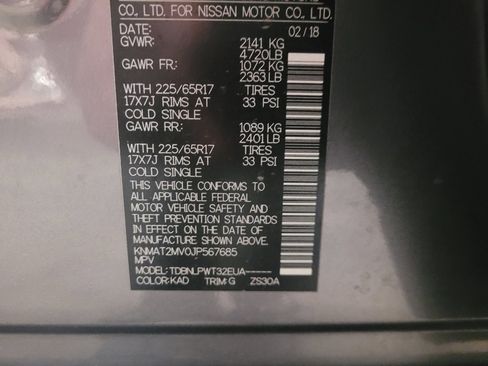 CO., LTD. FOR NISSAN MOTOR CO., LTD.
DATE: 02/18
GVWR: 2141 KG
4720LB
GAWR FR.: 1072 KG
2363LB
WITH 225/65R17 TIRES
17X7J RIMS AT 33 PSI
COLD SINGLE
GAWR RR.: 1089 KG
2401LB
WITH 225/65R17 TIRES
17X7J RIMS AT 33 PSI
COLD SINGLE
THIS VEHICLE CONFORMS TO
ALL APPLICABLE FEDERAL
MOTOR VEHICLE SAFETY AND
THEFT PREVENTION STANDARDS
IN EFFECT ON THE DATE OF
MANUFACTURE SHOWN ABOVE.
KNMAT2MV0JP567685
MPV
MODEL:TDBNLPWT32EUA-----
COLOR:KAD TRIM:G ZS30A